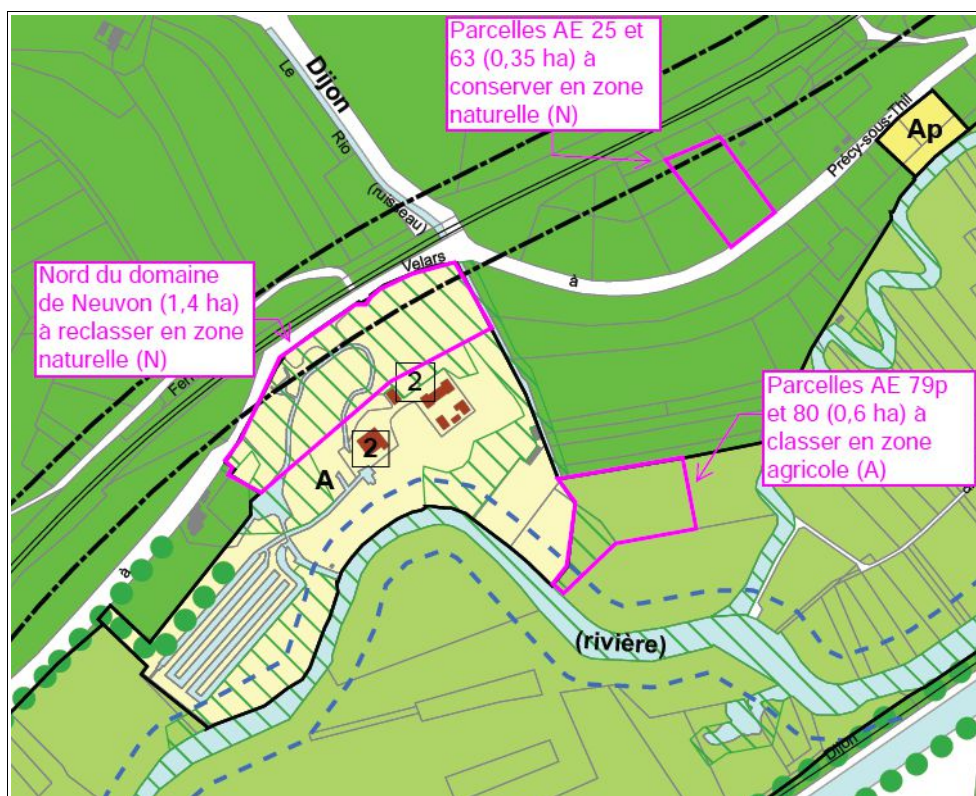 Parcelles AE 25 et
63 (0,35 ha) à
conserver en zone
naturelle (N)
Dijon
Le
Rio
(ruisseau)
Précy-sous-Thil
Ap
Velars
à
Nord du domaine
de Neuvon (1,4 ha)
à reclasser en zone
naturelle (N)
2
2
A
Parcelles AE 79p
et 80 (0,6 ha) à
classer en zone
agricole (A)
à
(rivière)
Dijon